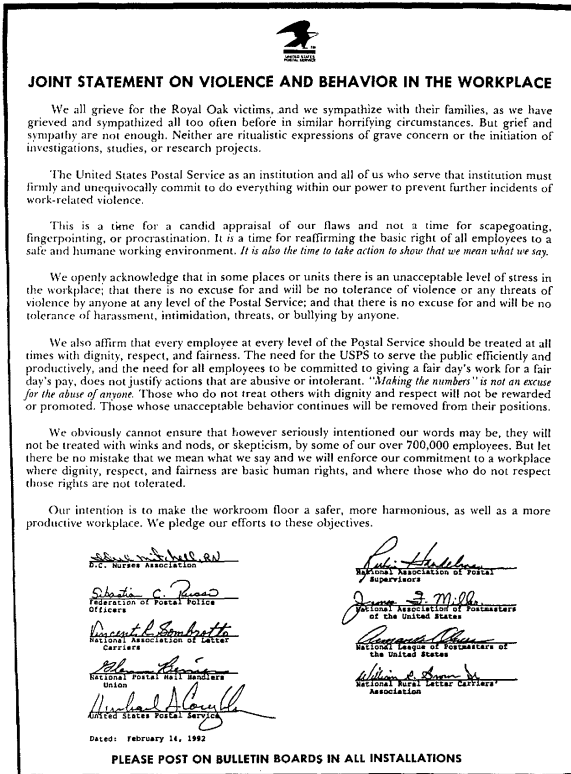 UNITED STATES
POSTAL SERVICE
JOINT STATEMENT ON VIOLENCE AND BEHAVIOR IN THE WORKPLACE
We all grieve for the Royal Oak victims, and we sympathize with their families, as we have
grieved and sympathized all too often before in similar horrifying circumstances. But grief and
sympathy are not enough. Neither are ritualistic expressions of grave concern or the initiation of
investigations, studies, or research projects.
The United States Postal Service as an institution and all of us who serve that institution must
firmly and unequivocally commit to do everything within our power to prevent further incidents of
work-related violence.
This is a time for a candid appraisal of our flaws and not a time for scapegoating,
fingerpointing, or procrastination. It is a time for reaffirming the basic right of all employees to a
safe and humane working environment. It is also the time to take action to show that we mean what we say.
We openly acknowledge that in some places or units there is an unacceptable level of stress in
the workplace; that there is no excuse for and will be no tolerance of violence or any threats of
violence by anyone at any level of the Postal Service; and that there is no excuse for and will be no
tolerance of harassment, intimidation, threats, or bullying by anyone.
We also affirm that every employee at every level of the Postal Service should be treated at all
times with dignity, respect, and fairness. The need for the USPS to serve the public efficiently and
productively, and the need for all employees to be committed to giving a fair day's work for a fair
day's pay, does not justify actions that are abusive or intolerant. "Making the numbers" is not an excuse
for the abuse of anyone. Those who do not treat others with dignity and respect will not be rewarded
or promoted. Those whose unacceptable behavior continues will be removed from their positions.
We obviously cannot ensure that however seriously intentioned our words may be, they will
not be treated with winks and nods, or skepticism, by some of our over 700,000 employees. But let
there be no mistake that we mean what we say and we will enforce our commitment to a workplace
where dignity, respect, and fairness are basic human rights, and where those who do not respect
those rights are not tolerated.
Our intention is to make the workroom floor a safer, more harmonious, as well as a more
productive workplace. We pledge our efforts to these objectives.
Mitchell, RN
D.C. Nurses Association
C.
Federation of Postal Police
Officers
Vincent R. Sombrotto
National Association of Letter
Carriers
National Postal Mail Handlers
Union
United States Postal Service
National Association of Postal
Supervisors
F. Miller
National Association of Postmasters
of the United States
National League of Postmasters of
the United States
William R. Brown Jr
National Rural Letter Carriers'
Association
Dated: February 14, 1992
PLEASE POST ON BULLETIN BOARDS IN ALL INSTALLATIONS